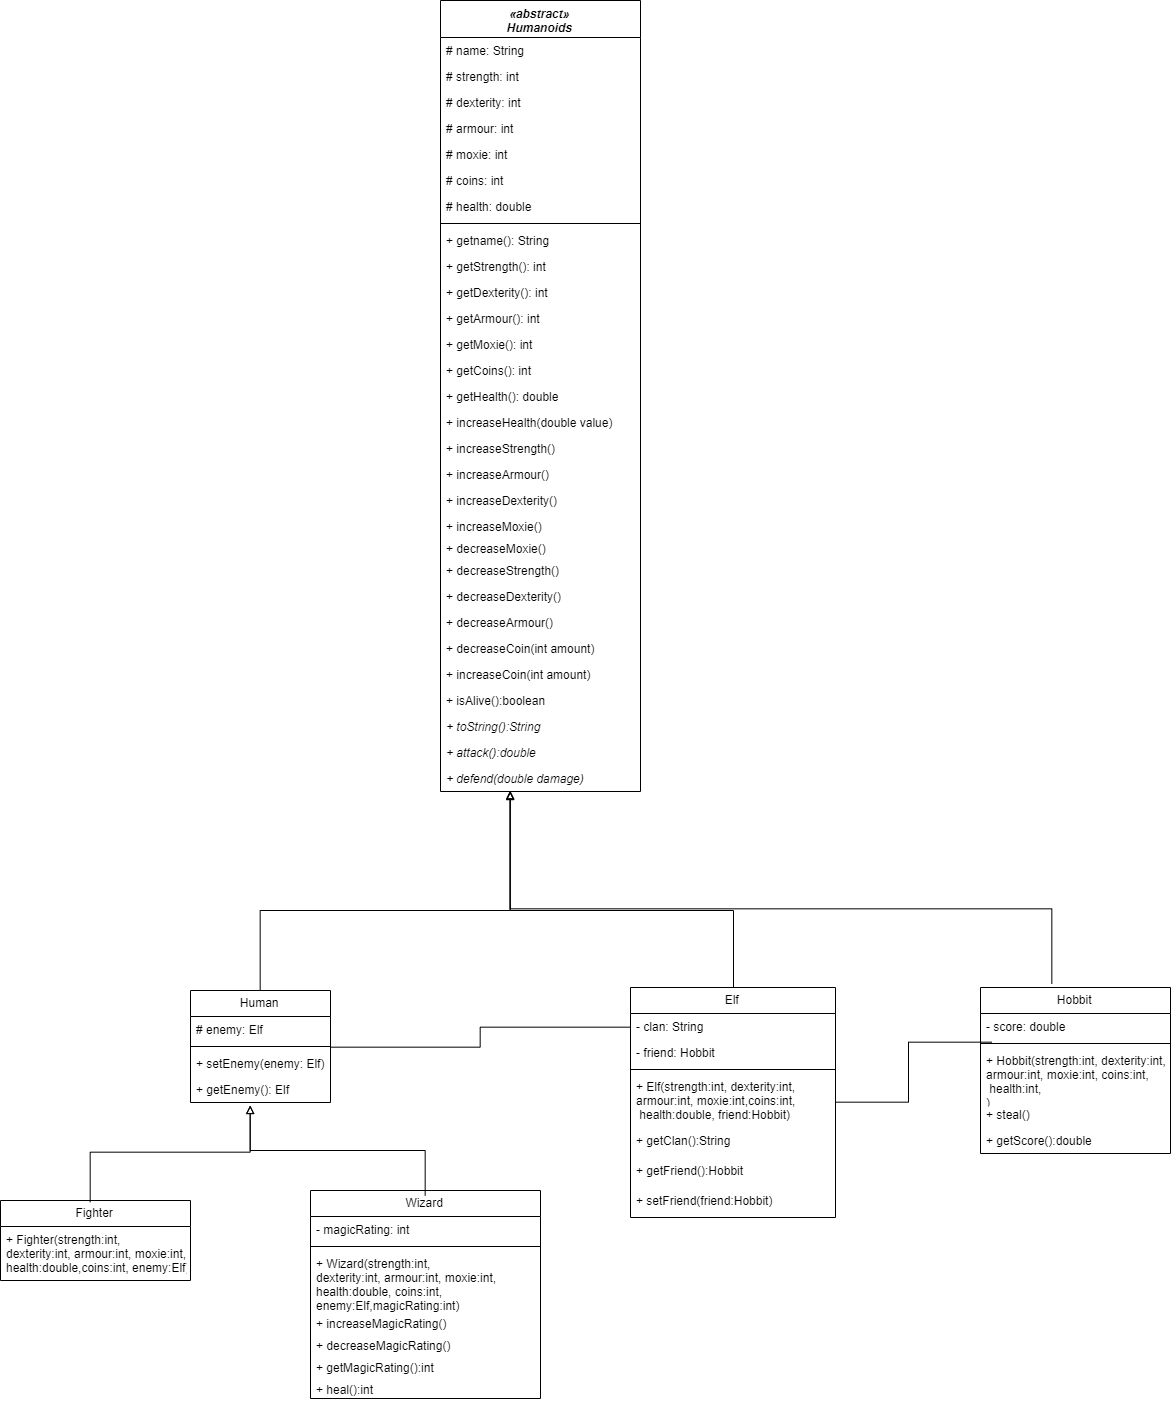 «abstract»
Humanoids
# name: String
# strength: int
# dexterity: int
# armour: int
# moxie: int
# coins: int
# health: double
+ getname(): String
+ getStrength(): int
+ getDexterity(): int
+ getArmour(): int
+ getMoxie(): int
+ getCoins(): int
+ getHealth(): double
+ increaseHealth(double value)
+ increaseStrength()
+ increaseArmour()
+ increaseDexterity()
+ increaseMoxie()
+ decreaseMoxie()
+ decreaseStrength()
+ decreaseDexterity()
+ decreaseArmour()
+ decreaseCoin(int amount)
+ increaseCoin(int amount)
+ isAlive():boolean
+ toString():String
+ attack():double
+ defend(double damage)
Human
# enemy: Elf
+ setEnemy(enemy: Elf)
+ getEnemy(): Elf
Elf
- clan: String
- friend: Hobbit
+ Elf(strength:int, dexterity:int,
armour:int, moxie:int,coins:int,
health:double, friend:Hobbit)
+ getClan():String
+ getFriend():Hobbit
+ setFriend(friend:Hobbit)
Hobbit
- score: double
+ Hobbit(strength:int, dexterity:int,
armour:int, moxie:int, coins:int,
health:int,
)
+ steal()
+ getScore():double
Fighter
+ Fighter(strength:int,
dexterity:int, armour:int, moxie:int,
health:double,coins:int, enemy:Elf
Wizard
- magicRating: int
+ Wizard(strength:int,
dexterity:int, armour:int, moxie:int,
health:double, coins:int,
enemy:Elf,magicRating:int)
+ increaseMagicRating()
+ decreaseMagicRating()
+ getMagicRating():int
+ heal():int